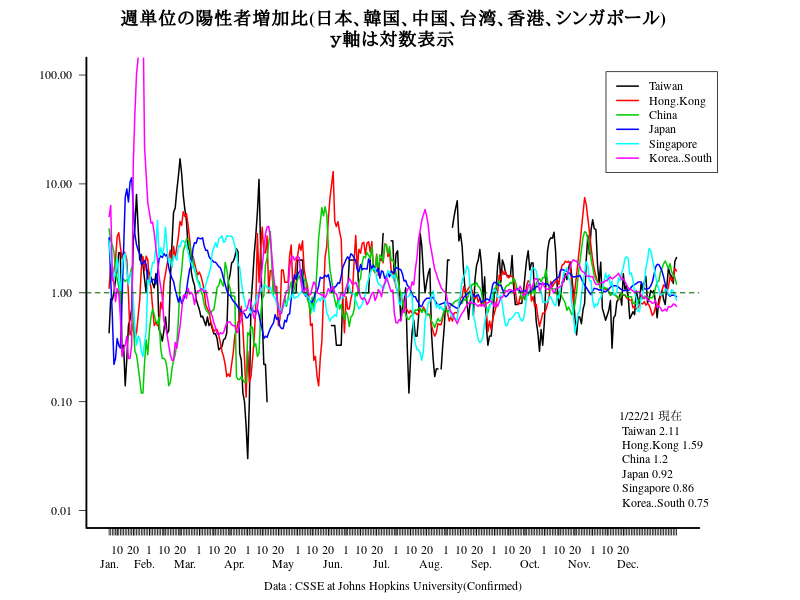 週単位の陽性者増加比(日本、韓国、中国、台湾、香港、シンガポール)
y軸は対数表示
100.00
10.00
1.00
0.10
0.01
Taiwan
Hong.Kong
China
Japan
Singapore
Korea..South
1/22/21 現在
Taiwan 2.11
Hong.Kong 1.59
China 1.2
Japan 0.92
Singapore 0.86
Korea..South 0.75
10 20 1 10 20 1 10 20 1 10 20 1 10 20 1 10 20 1 10 20 1 10 20 1 10 20 1 10 20 1 10 20
Jan. Feb. Mar. Apr. May Jun. Jul. Aug. Sep. Oct. Nov. Dec.
Data : CSSE at Johns Hopkins University(Confirmed)